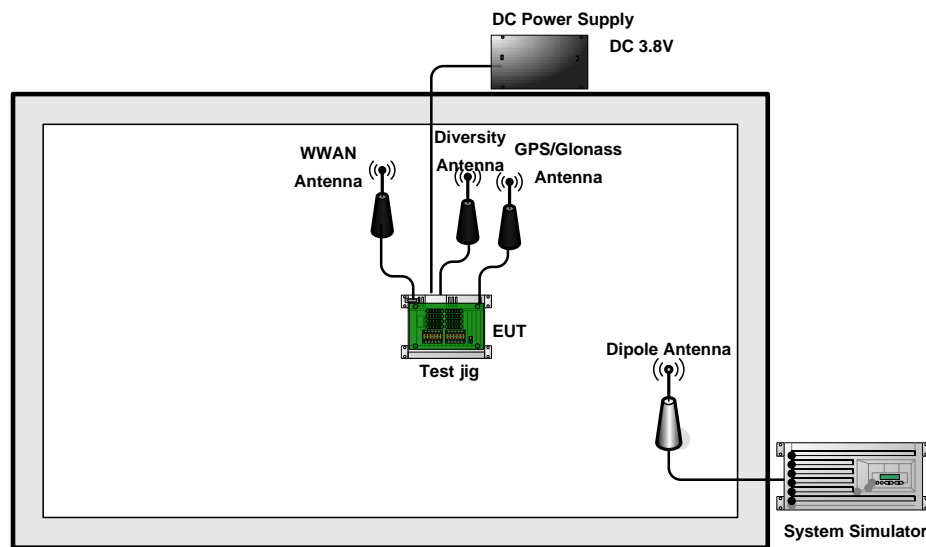 DC Power Supply
DC 3.8V
WWAN
Antenna
Diversity
Antenna
GPS/Glonass
Antenna
EUT
Test jig
Dipole Antenna
System Simulator